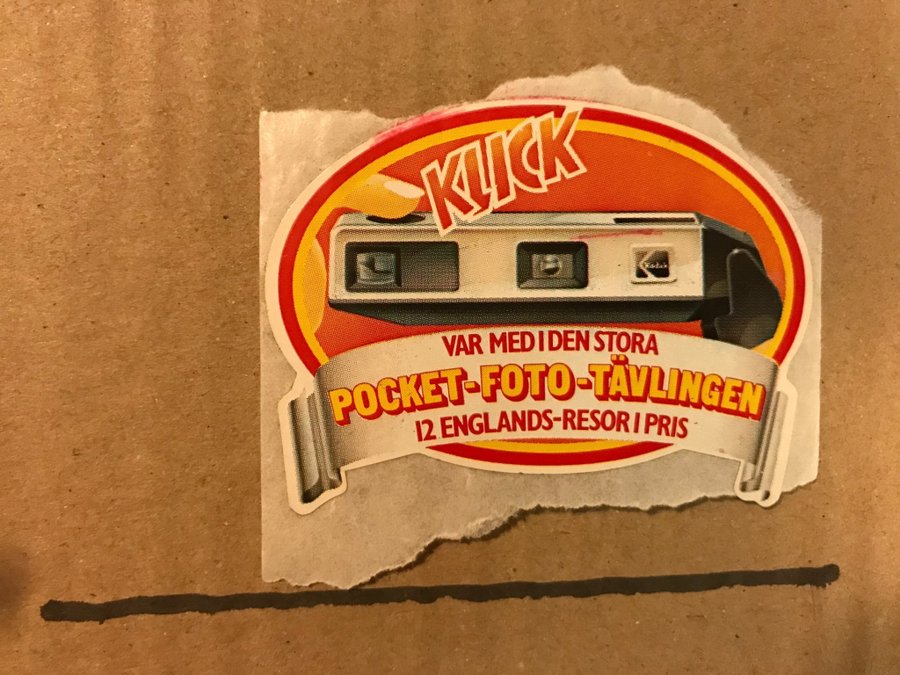 KLICK
Kodak
VAR MED I DEN STORA
POCKET-FOTO-TÄVLINGEN
12 ENGLANDS-RESOR I PRIS